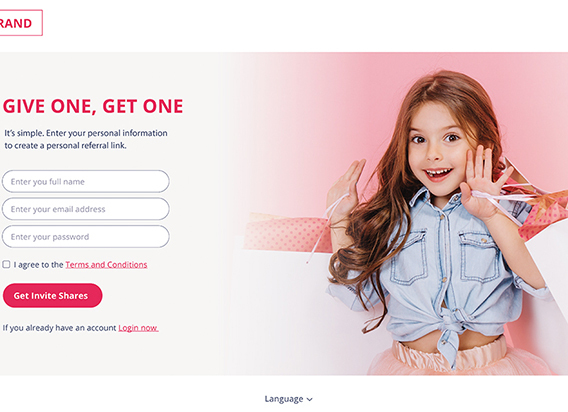 RAND
GIVE ONE, GET ONE
It's simple. Enter your personal information
to create a personal referral link.
Enter you full name
Enter your email address
Enter your password
I agree to the Terms and Conditions
Get Invite Shares
If you already have an account Login now
Language